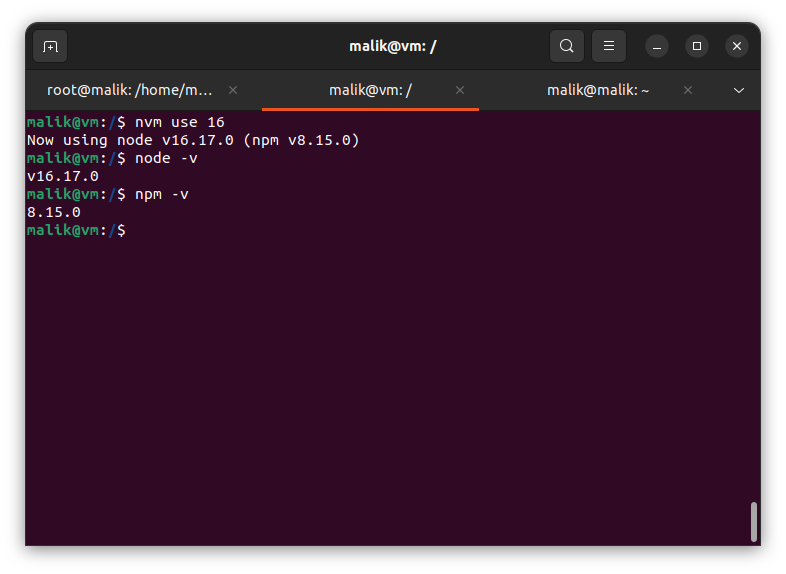 malik@vm: /
root@malik: /home/m...
malik@vm: /
malik@malik: ~
malik@vm:/$ nvm use 16
Now using node v16.17.0 (npm v8.15.0)
malik@vm:/$ node -v
v16.17.0
malik@vm:/$ npm -v
8.15.0
malik@vm:/$